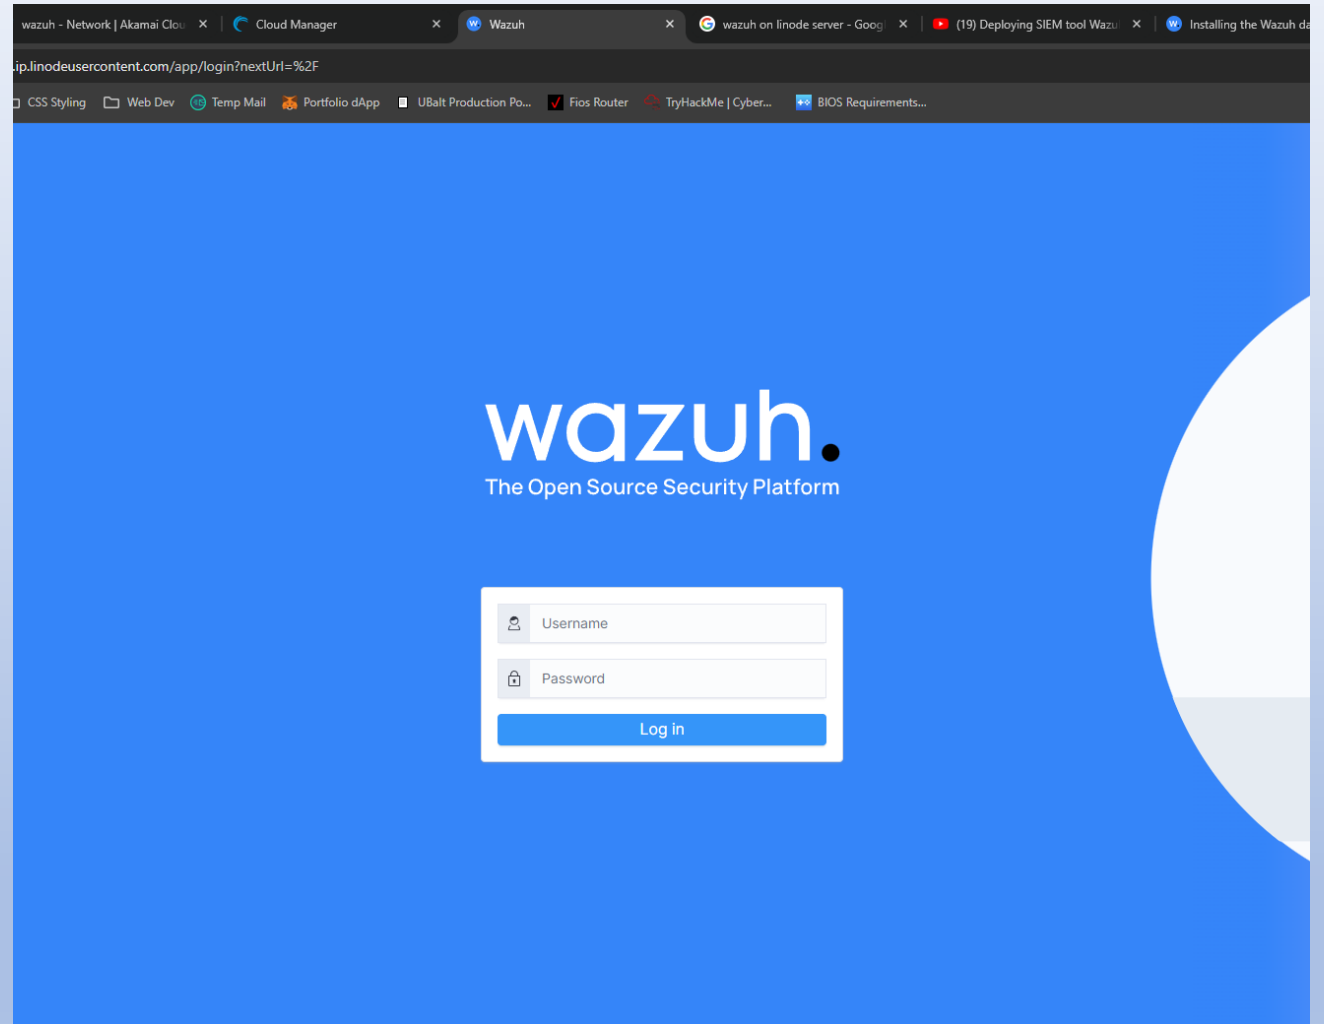 wazuh - Network | Akamai Clou
Cloud Manager
Wazuh
wazuh on linode server - Goog
(19) Deploying SIEM tool Wazu
Installing the Wazuh da
.ip.linodeusercontent.com/app/login?nextUrl=%2F
CSS Styling
Web Dev
Temp Mail
Portfolio dApp
UBalt Production Po...
Fios Router
TryHackMe | Cyber...
BIOS Requirements...
wazuh.
The Open Source Security Platform
Username
Password
Log in